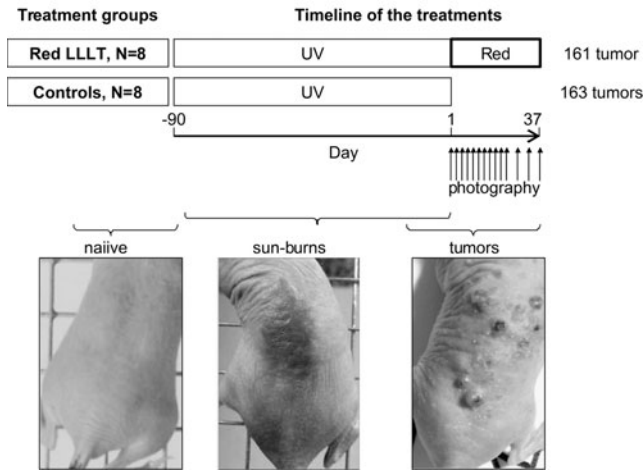 Treatment groups Timeline of the treatments
Red LLLT, N=8 UV Red 161 tumor
Controls, N=8 UV 163 tumors
-90 1 37
Day
photography
naiive sun-burns tumors